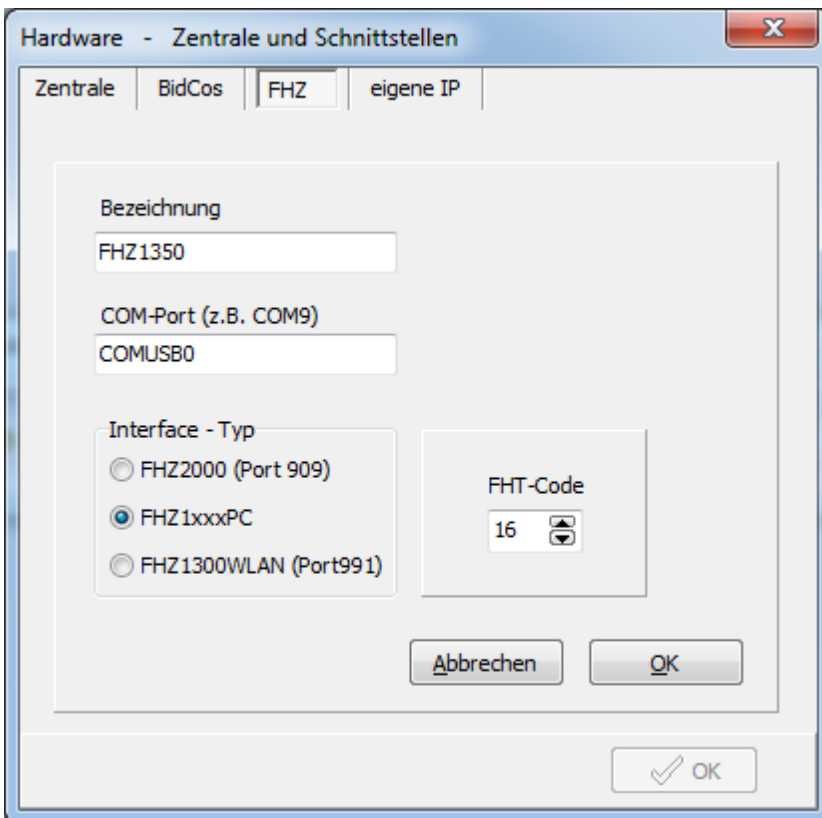 Hardware - Zentrale und Schnittstellen
Zentrale BidCos FHZ eigene IP
Bezeichnung
FHZ1350
COM-Port (z.B. COM9)
COMUSB0
Interface - Typ
FHZ2000 (Port 909)
FHZ1xxxPC
FHZ1300WLAN (Port991)
FHT-Code
16
Abbrechen OK
OK